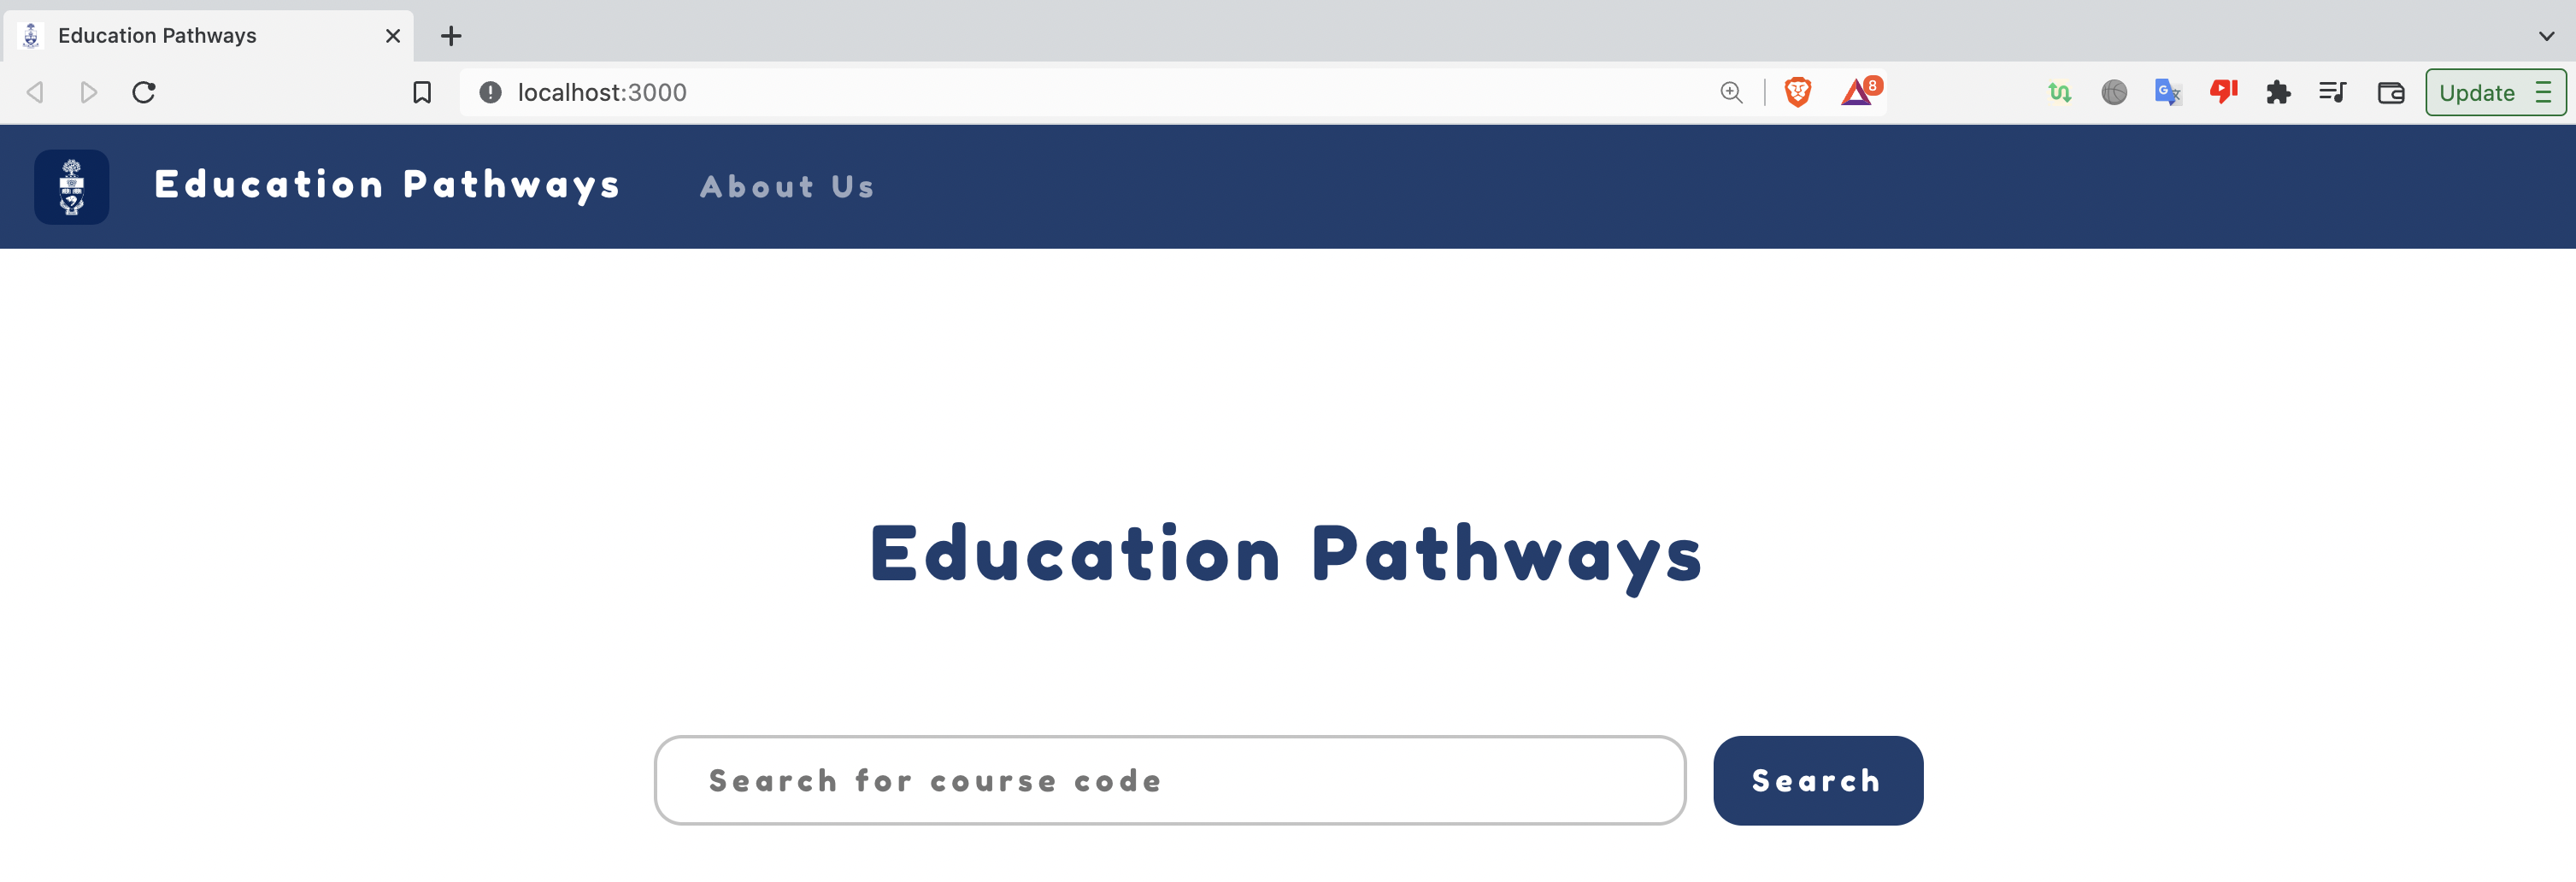 Education Pathways
localhost:3000
8
Update
Education Pathways
About Us
Education Pathways
Search for course code
Search